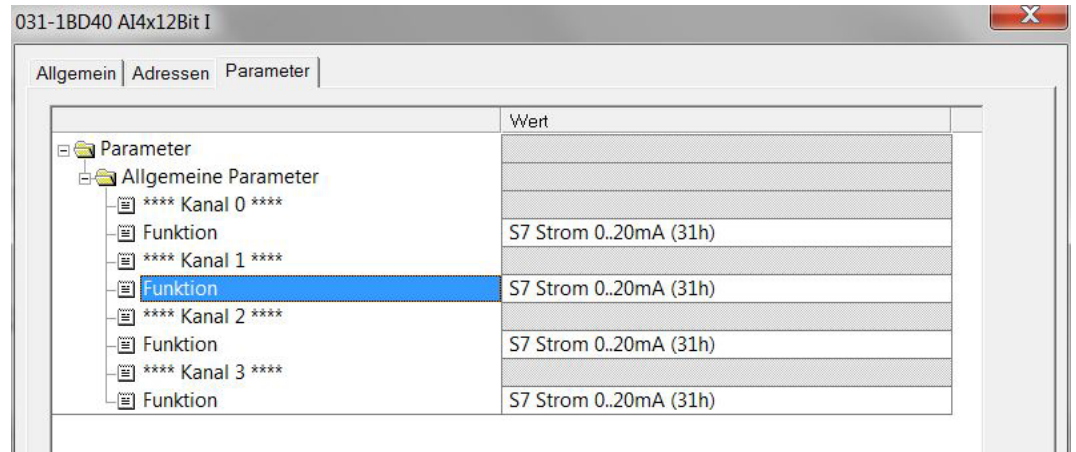 031-1BD40 AI4x12Bit I
Allgemein Adressen Parameter
Wert
Parameter
Allgemeine Parameter
**** Kanal 0 ****
Funktion S7 Strom 0..20mA (31h)
**** Kanal 1 ****
Funktion S7 Strom 0..20mA (31h)
**** Kanal 2 ****
Funktion S7 Strom 0..20mA (31h)
**** Kanal 3 ****
Funktion S7 Strom 0..20mA (31h)